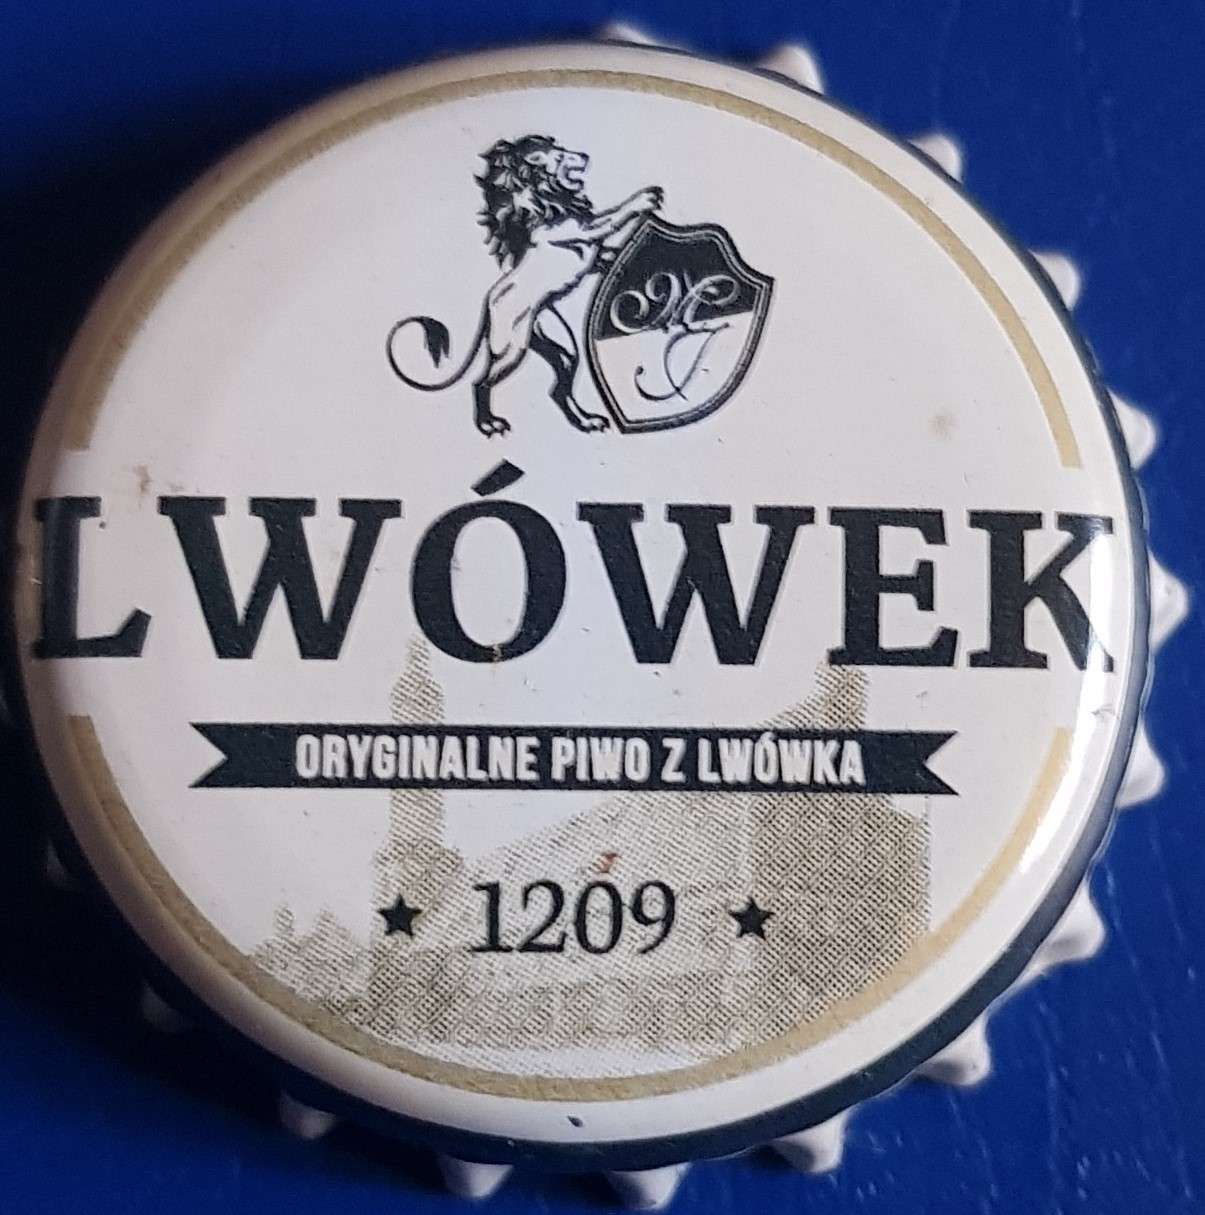 LWÓWEK
ORYGINALNE PIWO Z LWÓWKA
1209